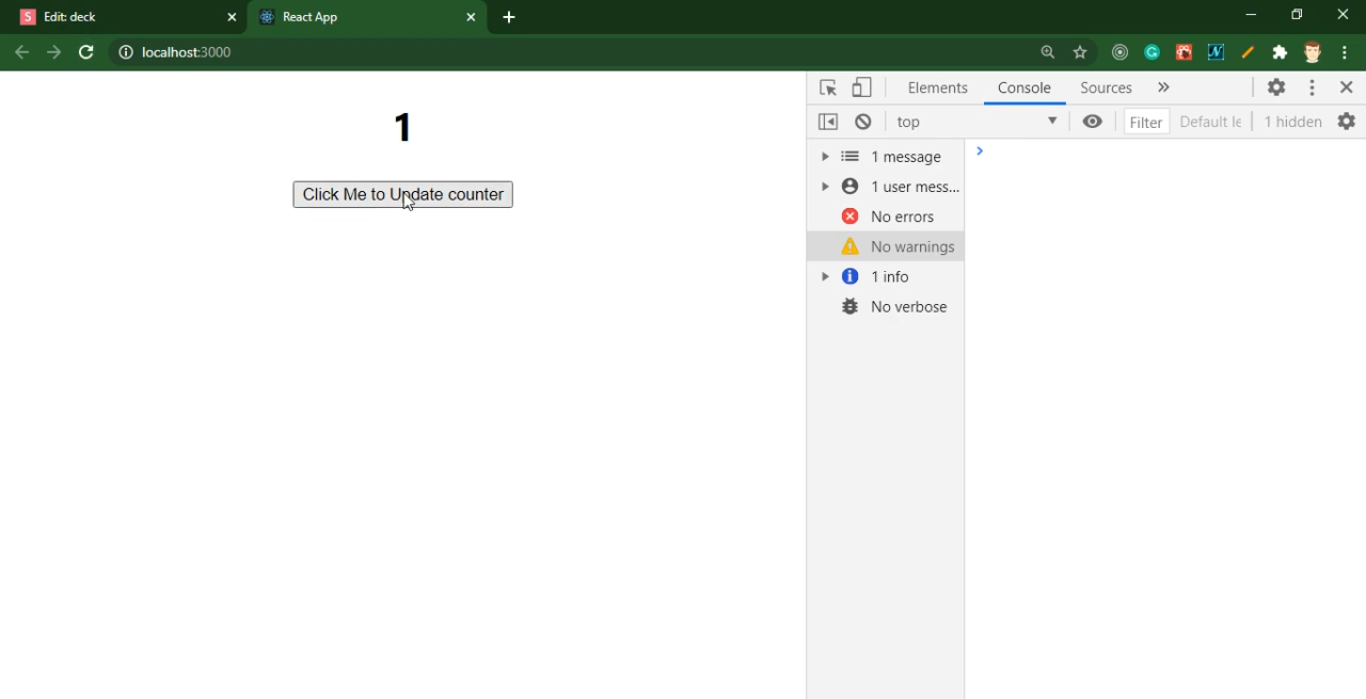 Edit: deck
React App
localhost:3000
Elements
Console
Sources
top
Filter
Default le
1 hidden
1
Click Me to Update counter
1 message
1 user mess...
No errors
No warnings
1 info
No verbose